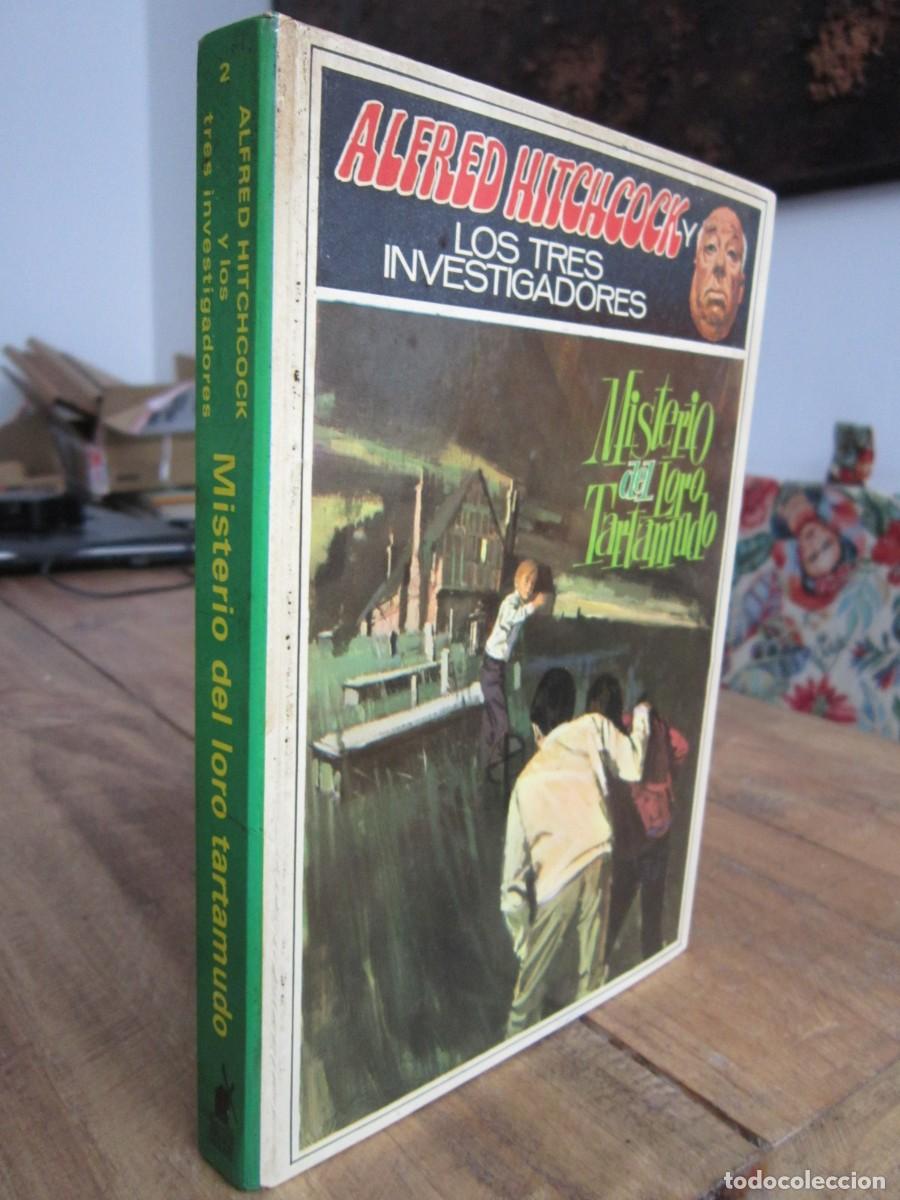 2
ALFRED HITCHCOCK
y los
tres investigadores
Misterio del loro tartamudo
ALFRED HITCHCOCK Y
LOS TRES
INVESTIGADORES
Misterio
del Loro
Tartamudo
todocoleccion